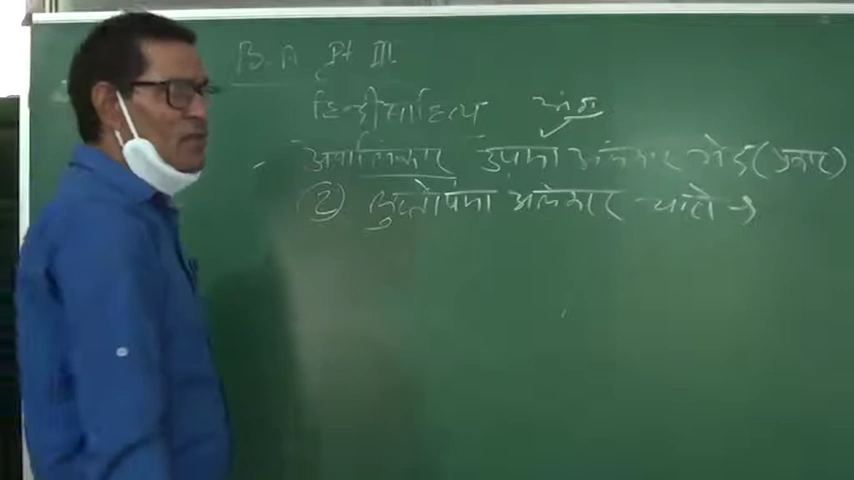 B.A Pt III
हिन्दी साहित्य अंग
अर्थालंकार उपमा अलंकार भेद (प्रकार)
② लुप्तोपमा अलंकार -